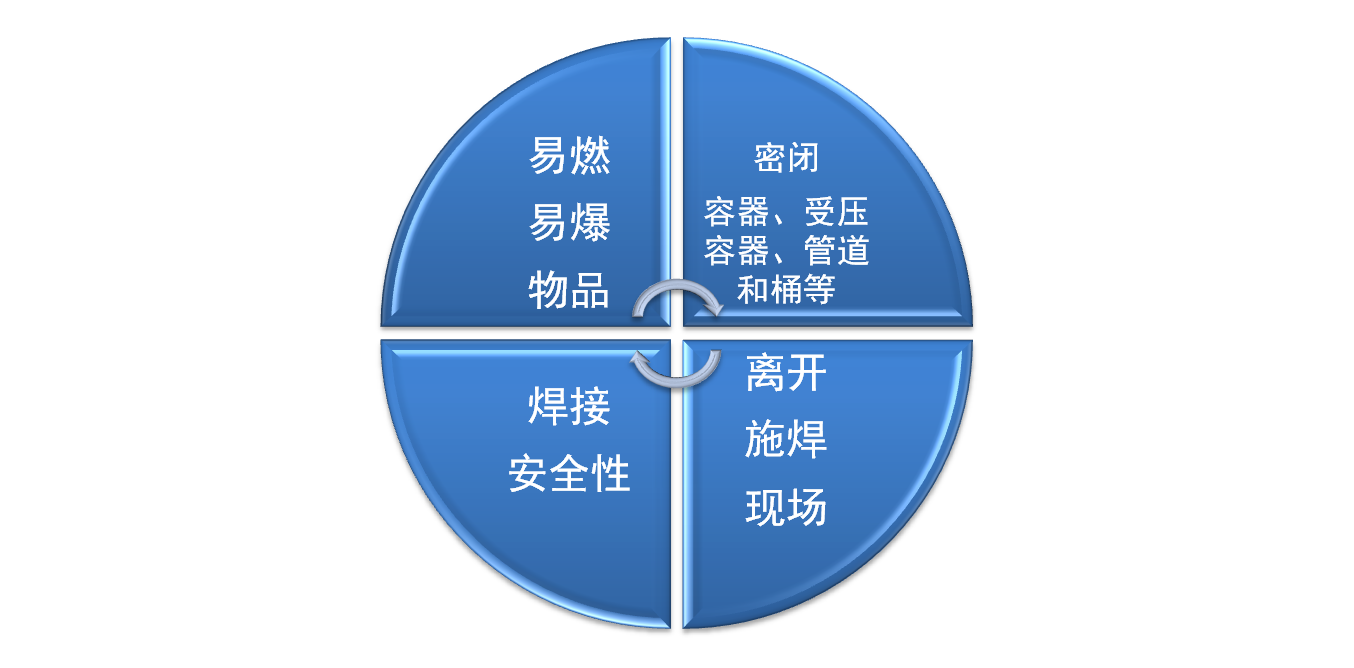 易燃
易爆
物品
密闭
容器、受压
容器、管道
和桶等
焊接
安全性
离开
施焊
现场